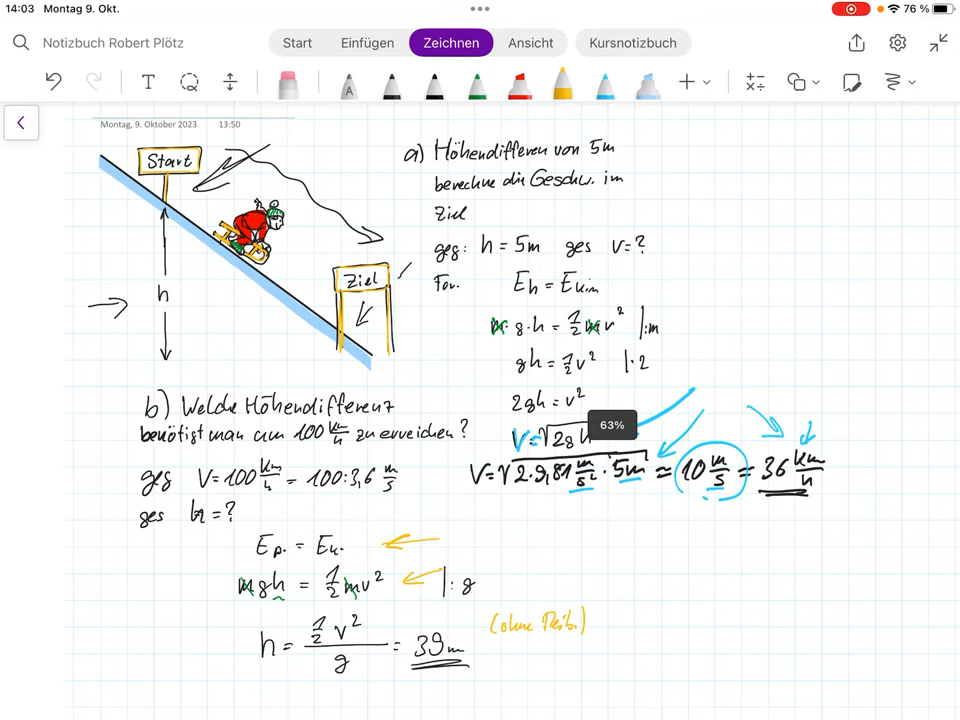 14:03 Montag 9. Okt.
76 %
Notizbuch Robert Plötz
Start Einfügen Zeichnen Ansicht Kursnotizbuch
Montag, 9. Oktober 2023 13:50
Start
Ziel
h
a) Höhendifferen von 5m
berechne die Geschw. im
Ziel
geg: h = 5m ges v = ?
For. Eh = Ekin
m · g · h = 1/2 m v² |:m
gh = 1/2 v² |·2
2gh = v²
V = √2g h
63%
V = √2 · 9,81 m/s² · 5m ≈ 10 m/s = 36 km/h
b) Welche Höhendifferenz
benötigt man um 100 km/h zu erreichen?
ges V = 100 km/h = 100 : 3,6 m/s
ges h = ?
Ep. = Ek.
mgh = 1/2 mv² |: g
h = 1/2 v² / g = 39m
(ohne Reib.)